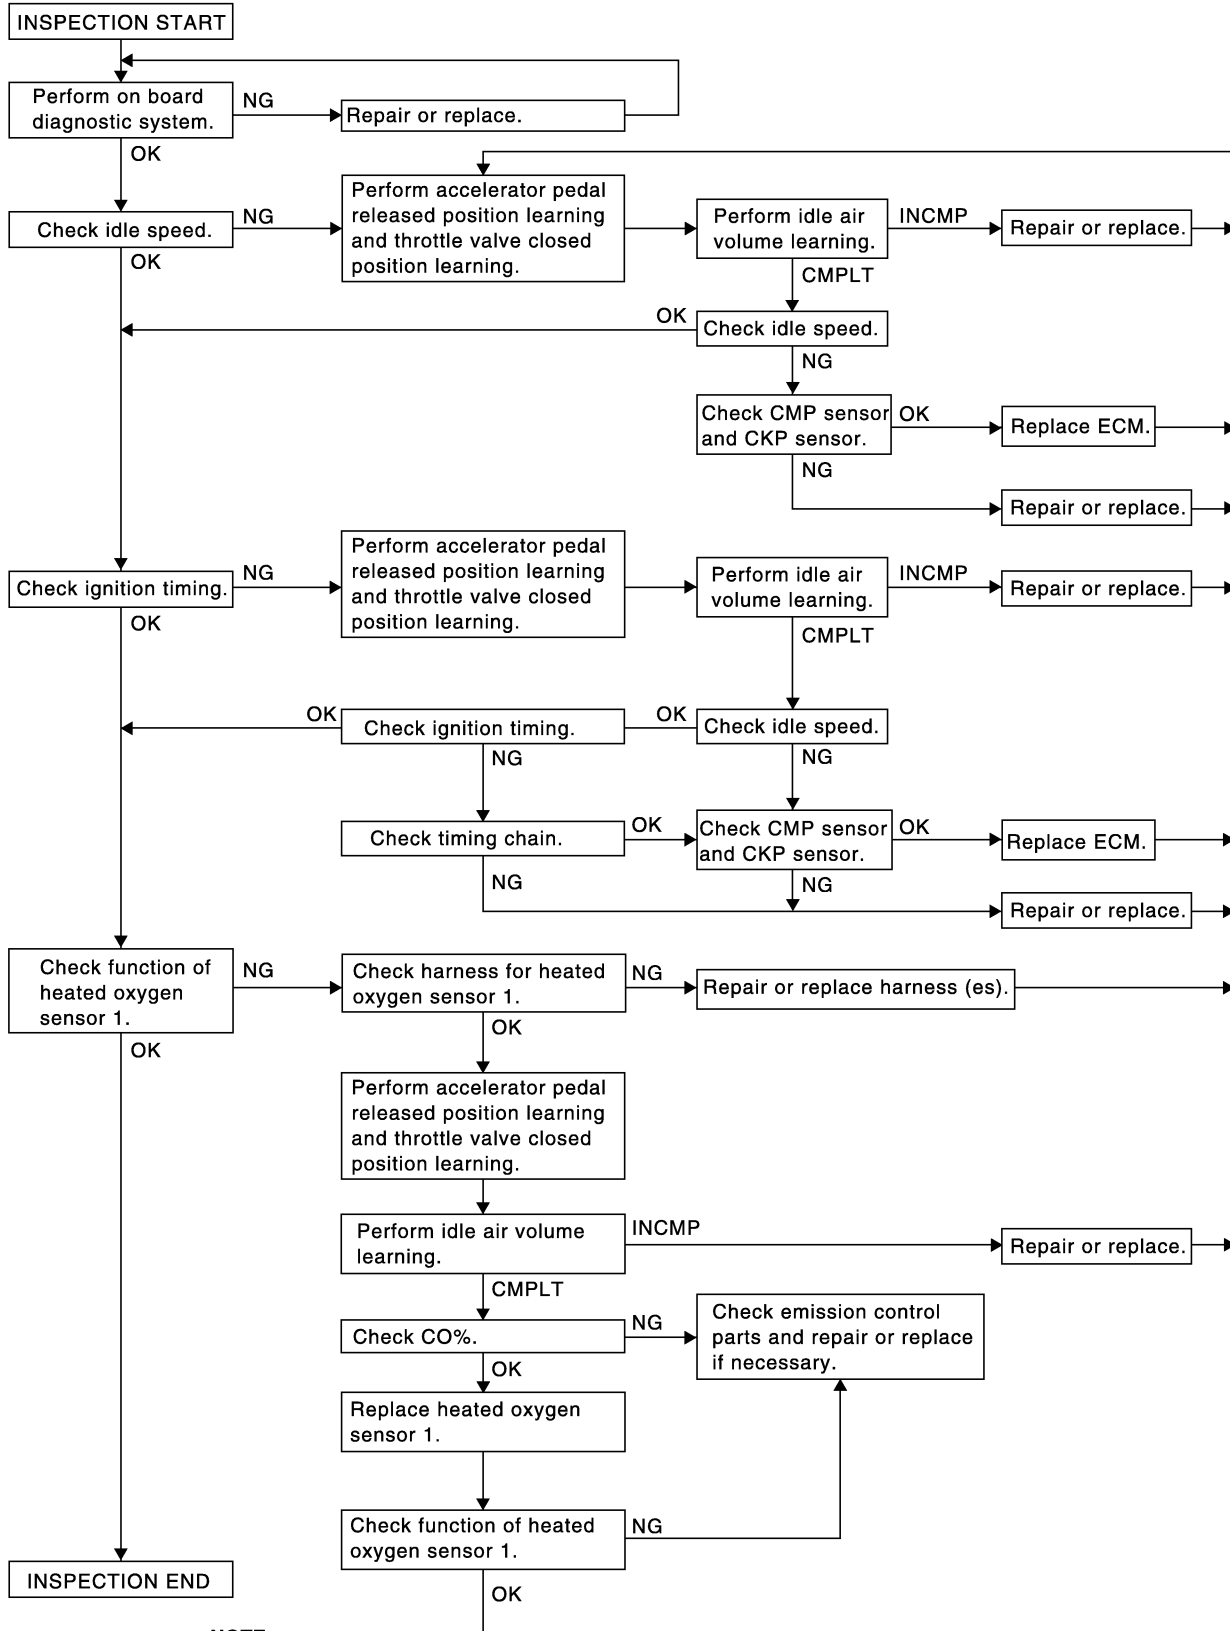 INSPECTION START
Perform on board
diagnostic system.
NG
Repair or replace.
OK
Check idle speed.
NG
Perform accelerator pedal
released position learning
and throttle valve closed
position learning.
Perform idle air
volume learning.
INCMP
Repair or replace.
OK
CMPLT
OK
Check idle speed.
NG
Check CMP sensor
and CKP sensor.
OK
Replace ECM.
NG
Repair or replace.
Check ignition timing.
NG
Perform accelerator pedal
released position learning
and throttle valve closed
position learning.
Perform idle air
volume learning.
INCMP
Repair or replace.
OK
CMPLT
OK
Check ignition timing.
OK
Check idle speed.
NG
NG
Check timing chain.
OK
Check CMP sensor
and CKP sensor.
OK
Replace ECM.
NG
NG
Repair or replace.
Check function of
heated oxygen
sensor 1.
NG
Check harness for heated
oxygen sensor 1.
NG
Repair or replace harness (es).
OK
OK
Perform accelerator pedal
released position learning
and throttle valve closed
position learning.
Perform idle air volume
learning.
INCMP
Repair or replace.
CMPLT
Check CO%.
NG
Check emission control
parts and repair or replace
if necessary.
OK
Replace heated oxygen
sensor 1.
Check function of heated
oxygen sensor 1.
NG
OK
INSPECTION END